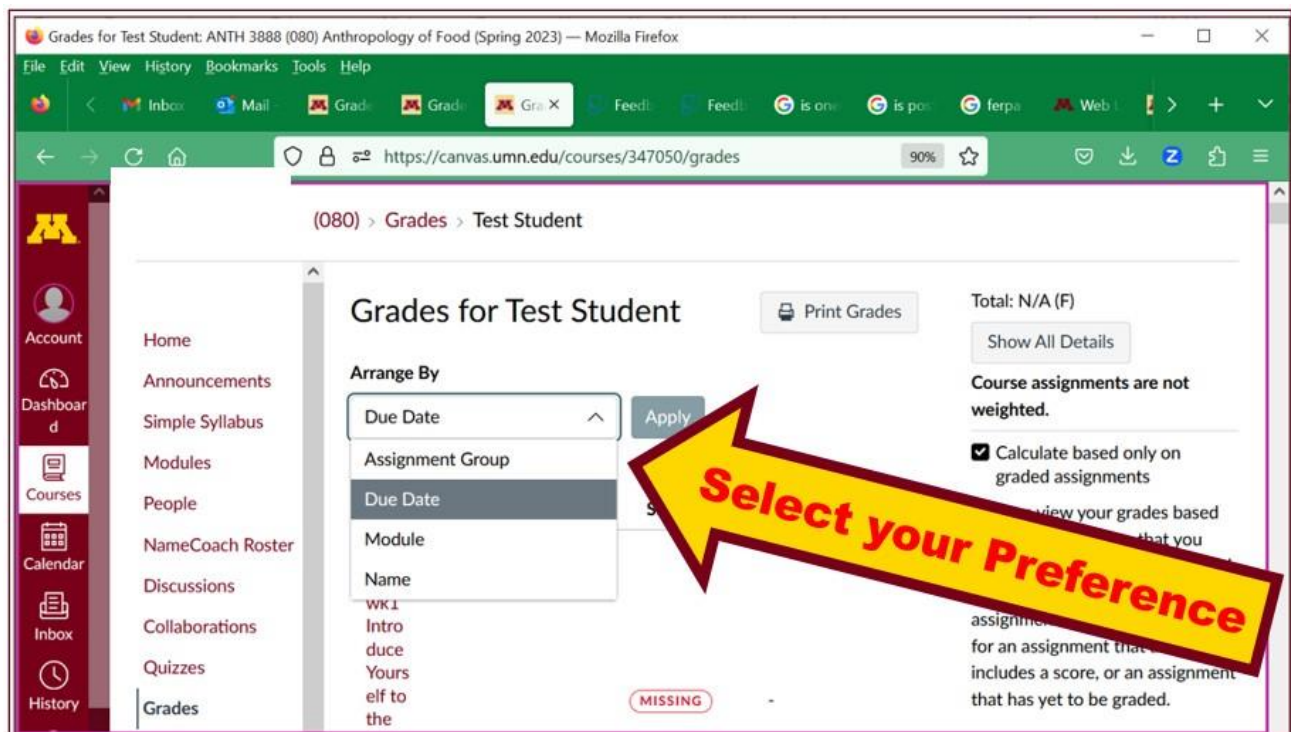 Grades for Test Student: ANTH 3888 (080) Anthropology of Food (Spring 2023) — Mozilla Firefox
File Edit View History Bookmarks Tools Help
Inbox Mail Grade Grade Gra Feedb Feedb is one is pos ferpa Web
https://canvas.umn.edu/courses/347050/grades 90%
(080) > Grades > Test Student
Grades for Test Student
Print Grades
Total: N/A (F)
Show All Details
Account
Dashboar
d
Courses
Calendar
Inbox
History
Home
Announcements
Simple Syllabus
Modules
People
NameCoach Roster
Discussions
Collaborations
Quizzes
Grades
Arrange By
Due Date
Apply
Assignment Group
Due Date
Module
Name
wk1
Intro
duce
Yours
elf to
the
MISSING -
Select your Preference
Course assignments are not
weighted.
Calculate based only on
graded assignments
view your grades based
that you
for an assignment that
includes a score, or an assignment
that has yet to be graded.